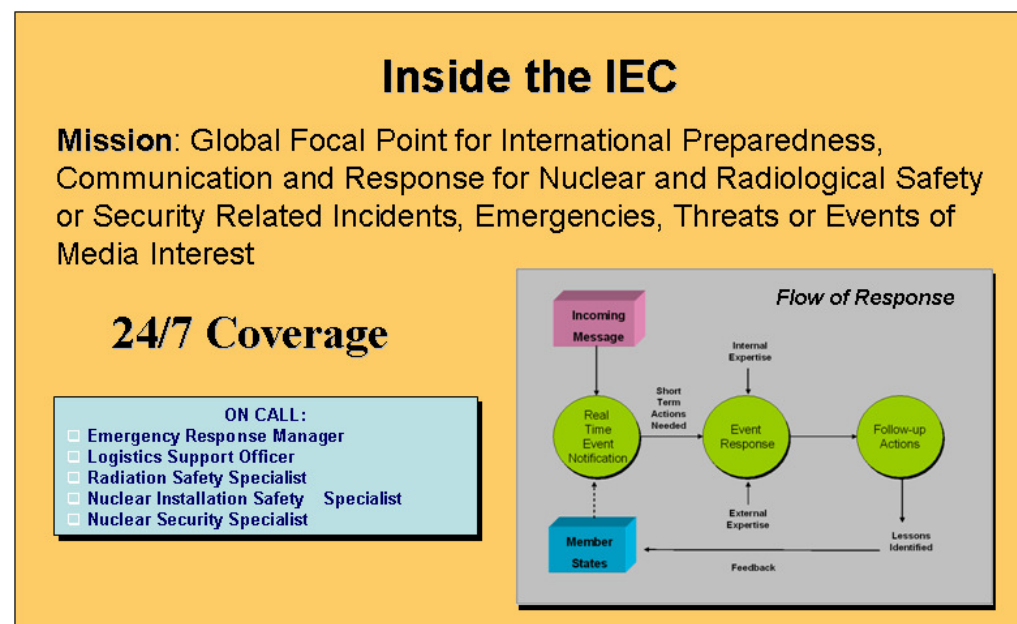 Inside the IEC
Mission: Global Focal Point for International Preparedness,
Communication and Response for Nuclear and Radiological Safety
or Security Related Incidents, Emergencies, Threats or Events of
Media Interest
24/7 Coverage
ON CALL:
Emergency Response Manager
Logistics Support Officer
Radiation Safety Specialist
Nuclear Installation Safety Specialist
Nuclear Security Specialist
Flow of Response
Incoming
Message
Internal
Expertise
Short
Term
Actions
Needed
Real
Time
Event
Notification
Event
Response
Follow-up
Actions
External
Expertise
Lessons
Identified
Member
States
Feedback